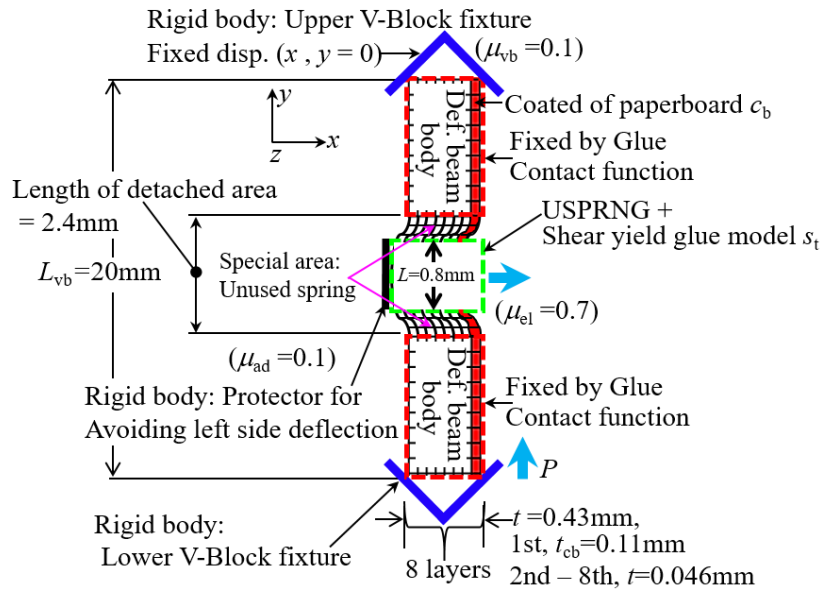 Rigid body: Upper V-Block fixture
Fixed disp. (x , y = 0)
(μvb =0.1)
y
x
z
Def. beam
body
Coated of paperboard cb
Fixed by Glue
Contact function
Length of detached area
= 2.4mm
Lvb=20mm
Special area:
Unused spring
L=0.8mm
USPRNG +
Shear yield glue model st
(μel =0.7)
(μad =0.1)
Def. beam
body
Rigid body: Protector for
Avoiding left side deflection
Fixed by Glue
Contact function
P
Rigid body:
Lower V-Block fixture
8 layers
t =0.43mm,
1st, tcb=0.11mm
2nd – 8th, t=0.046mm